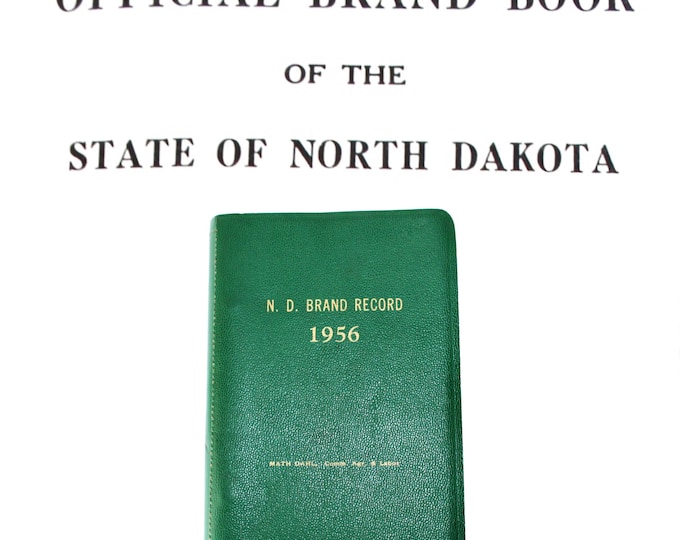 OFFICIAL BRAND BOOK
OF THE
STATE OF NORTH DAKOTA
N. D. BRAND RECORD
1956
MATH DAHL, Comm. Agr. & Labor